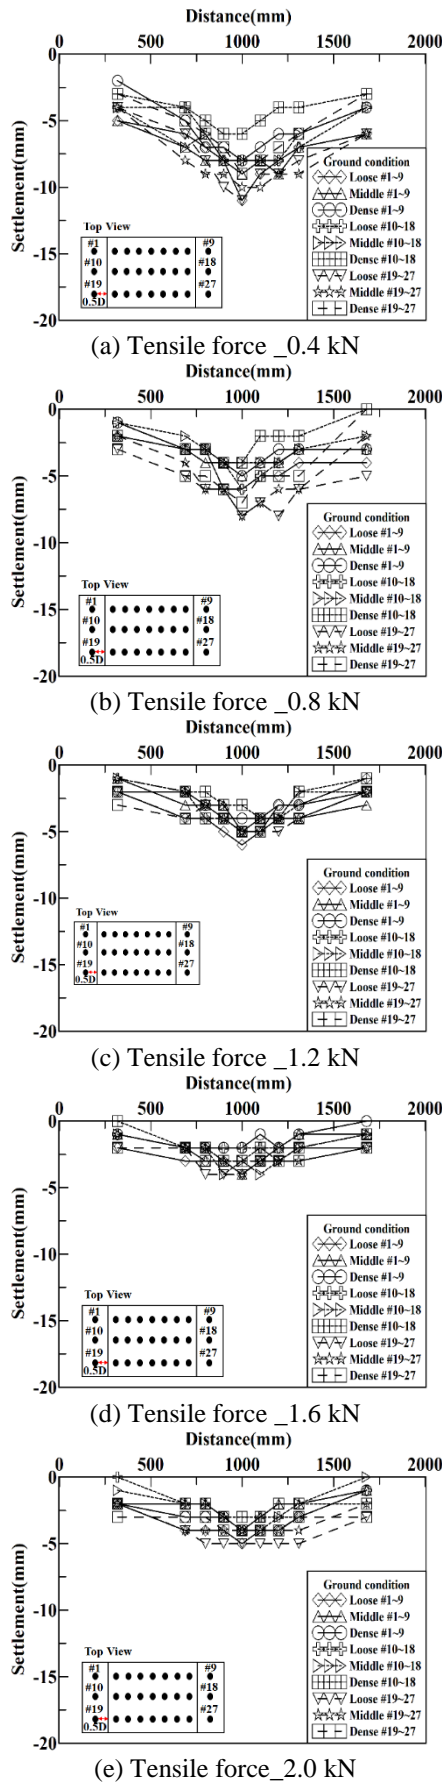 Distance(mm)
0 500 1000 1500 2000
0
-5
-10
-15
-20
Settlement(mm)
Ground condition
Loose #1~9
Middle #1~9
Dense #1~9
Loose #10~18
Middle #10~18
Dense #10~18
Loose #19~27
Middle #19~27
Dense #19~27
Top View
#1 #9
#10 #18
#19 #27
0.5D
(a) Tensile force _0.4 kN
Distance(mm)
0 500 1000 1500 2000
0
-5
-10
-15
-20
Settlement(mm)
Ground condition
Loose #1~9
Middle #1~9
Dense #1~9
Loose #10~18
Middle #10~18
Dense #10~18
Loose #19~27
Middle #19~27
Dense #19~27
Top View
#1 #9
#10 #18
#19 #27
0.5D
(b) Tensile force _0.8 kN
Distance(mm)
0 500 1000 1500 2000
0
-5
-10
-15
-20
Settlement(mm)
Ground condition
Loose #1~9
Middle #1~9
Dense #1~9
Loose #10~18
Middle #10~18
Dense #10~18
Loose #19~27
Middle #19~27
Dense #19~27
Top View
#1 #9
#10 #18
#19 #27
0.5D
(c) Tensile force _1.2 kN
Distance(mm)
0 500 1000 1500 2000
0
-5
-10
-15
-20
Settlement(mm)
Ground condition
Loose #1~9
Middle #1~9
Dense #1~9
Loose #10~18
Middle #10~18
Dense #10~18
Loose #19~27
Middle #19~27
Dense #19~27
Top View
#1 #9
#10 #18
#19 #27
0.5D
(d) Tensile force _1.6 kN
Distance(mm)
0 500 1000 1500 2000
0
-5
-10
-15
-20
Settlement(mm)
Ground condition
Loose #1~9
Middle #1~9
Dense #1~9
Loose #10~18
Middle #10~18
Dense #10~18
Loose #19~27
Middle #19~27
Dense #19~27
Top View
#1 #9
#10 #18
#19 #27
0.5D
(e) Tensile force_2.0 kN